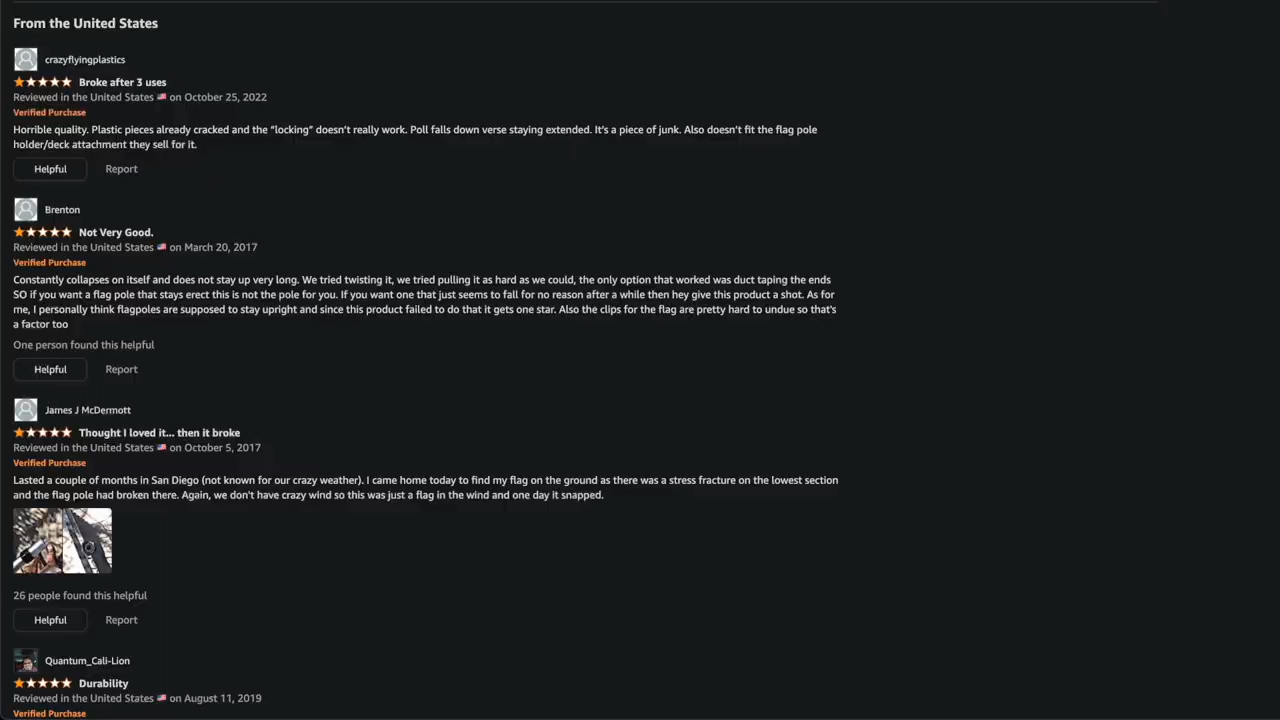 From the United States
crazyflyingplastics
Broke after 3 uses
Reviewed in the United States on October 25, 2022
Verified Purchase
Horrible quality. Plastic pieces already cracked and the “locking” doesn’t really work. Poll falls down verse staying extended. It’s a piece of junk. Also doesn’t fit the flag pole
holder/deck attachment they sell for it.
Helpful Report
Brenton
Not Very Good.
Reviewed in the United States on March 20, 2017
Verified Purchase
Constantly collapses on itself and does not stay up very long. We tried twisting it, we tried pulling it as hard as we could, the only option that worked was duct taping the ends
SO if you want a flag pole that stays erect this is not the pole for you. If you want one that just seems to fall for no reason after a while then hey give this product a shot. As for
me, I personally think flagpoles are supposed to stay upright and since this product failed to do that it gets one star. Also the clips for the flag are pretty hard to undue so that's
a factor too
One person found this helpful
Helpful Report
James J McDermott
Thought I loved it... then it broke
Reviewed in the United States on October 5, 2017
Verified Purchase
Lasted a couple of months in San Diego (not known for our crazy weather). I came home today to find my flag on the ground as there was a stress fracture on the lowest section
and the flag pole had broken there. Again, we don't have crazy wind so this was just a flag in the wind and one day it snapped.
26 people found this helpful
Helpful Report
Quantum_Cali-Lion
Durability
Reviewed in the United States on August 11, 2019
Verified Purchase